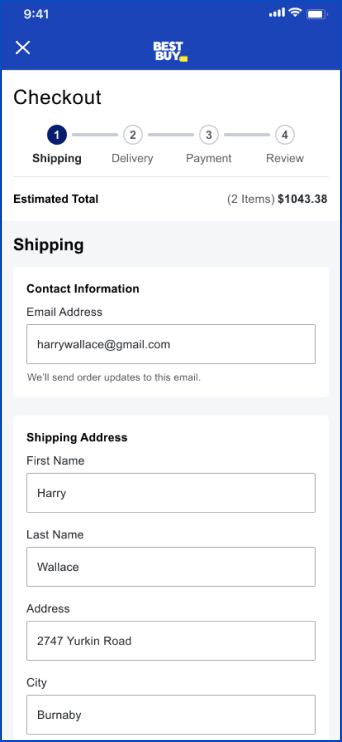 9:41
BEST
BUY
Checkout
1 2 3 4
Shipping Delivery Payment Review
Estimated Total (2 Items) $1043.38
Shipping
Contact Information
Email Address
harrywallace@gmail.com
We'll send order updates to this email.
Shipping Address
First Name
Harry
Last Name
Wallace
Address
2747 Yurkin Road
City
Burnaby